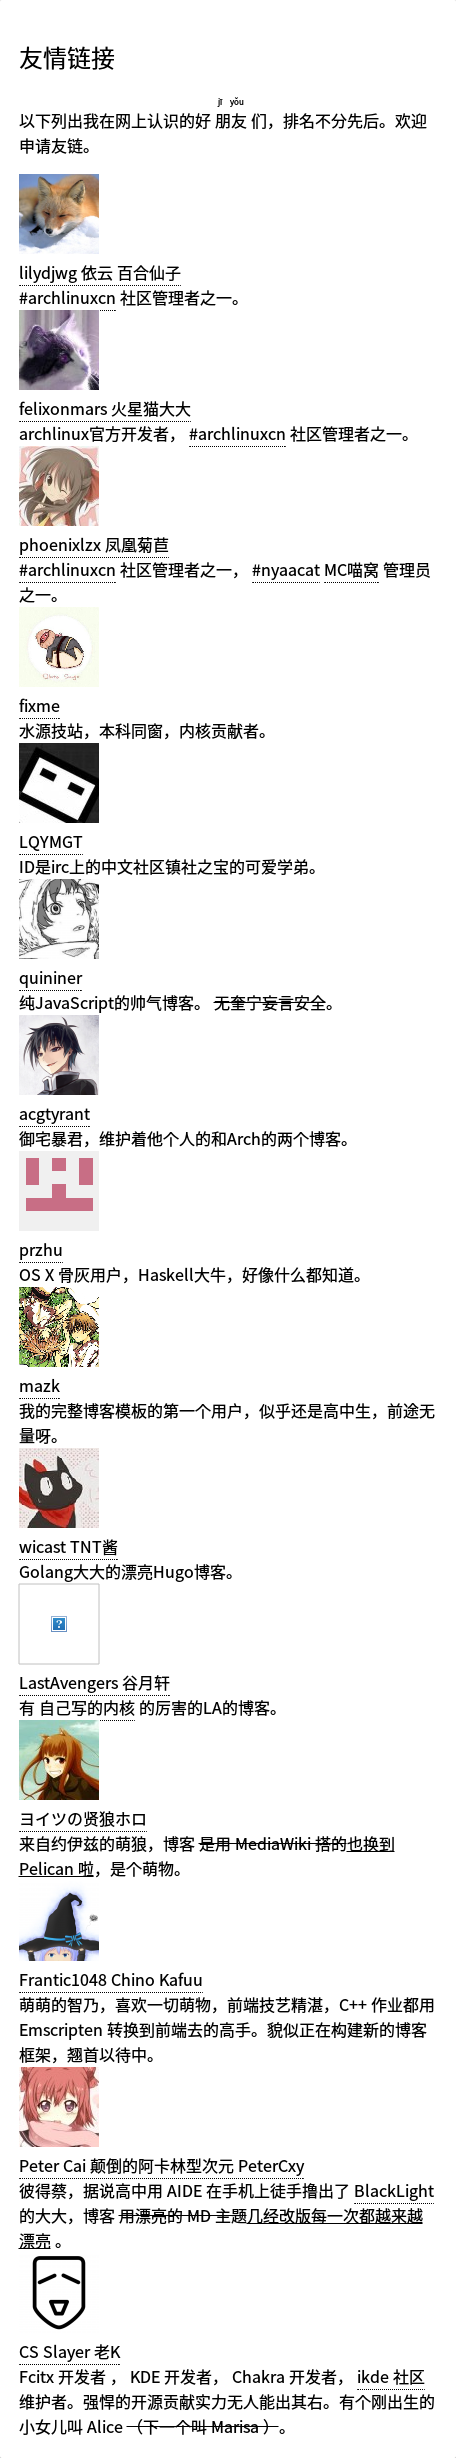 友情链接
jī yǒu
以下列出我在网上认识的好 朋友 们，排名不分先后。欢迎
申请友链。
lilydjwg 依云 百合仙子
#archlinuxcn 社区管理者之一。
felixonmars 火星猫大大
archlinux官方开发者， #archlinuxcn 社区管理者之一。
phoenixlzx 凤凰菊苣
#archlinuxcn 社区管理者之一， #nyaacat MC喵窝 管理员
之一。
fixme
水源技站，本科同窗，内核贡献者。
LQYMGT
ID是irc上的中文社区镇社之宝的可爱学弟。
quininer
纯JavaScript的帅气博客。 无奎宁妄言安全。
acgtyrant
御宅暴君，维护着他个人的和Arch的两个博客。
przhu
OS X 骨灰用户，Haskell大牛，好像什么都知道。
mazk
我的完整博客模板的第一个用户，似乎还是高中生，前途无
量呀。
wicast TNT酱
Golang大大的漂亮Hugo博客。
LastAvengers 谷月轩
有 自己写的内核 的厉害的LA的博客。
ヨイツの贤狼ホロ
来自约伊兹的萌狼，博客 是用 MediaWiki 搭的也换到
Pelican 啦，是个萌物。
Frantic1048 Chino Kafuu
萌萌的智乃，喜欢一切萌物，前端技艺精湛，C++ 作业都用
Emscripten 转换到前端去的高手。貌似正在构建新的博客
框架，翘首以待中。
Peter Cai 颠倒的阿卡林型次元 PeterCxy
彼得蔡，据说高中用 AIDE 在手机上徒手撸出了 BlackLight
的大大，博客 用漂亮的 MD 主题几经改版每一次都越来越
漂亮 。
CS Slayer 老K
Fcitx 开发者 ， KDE 开发者， Chakra 开发者， ikde 社区
维护者。强悍的开源贡献实力无人能出其右。有个刚出生的
小女儿叫 Alice （下一个叫 Marisa ）。